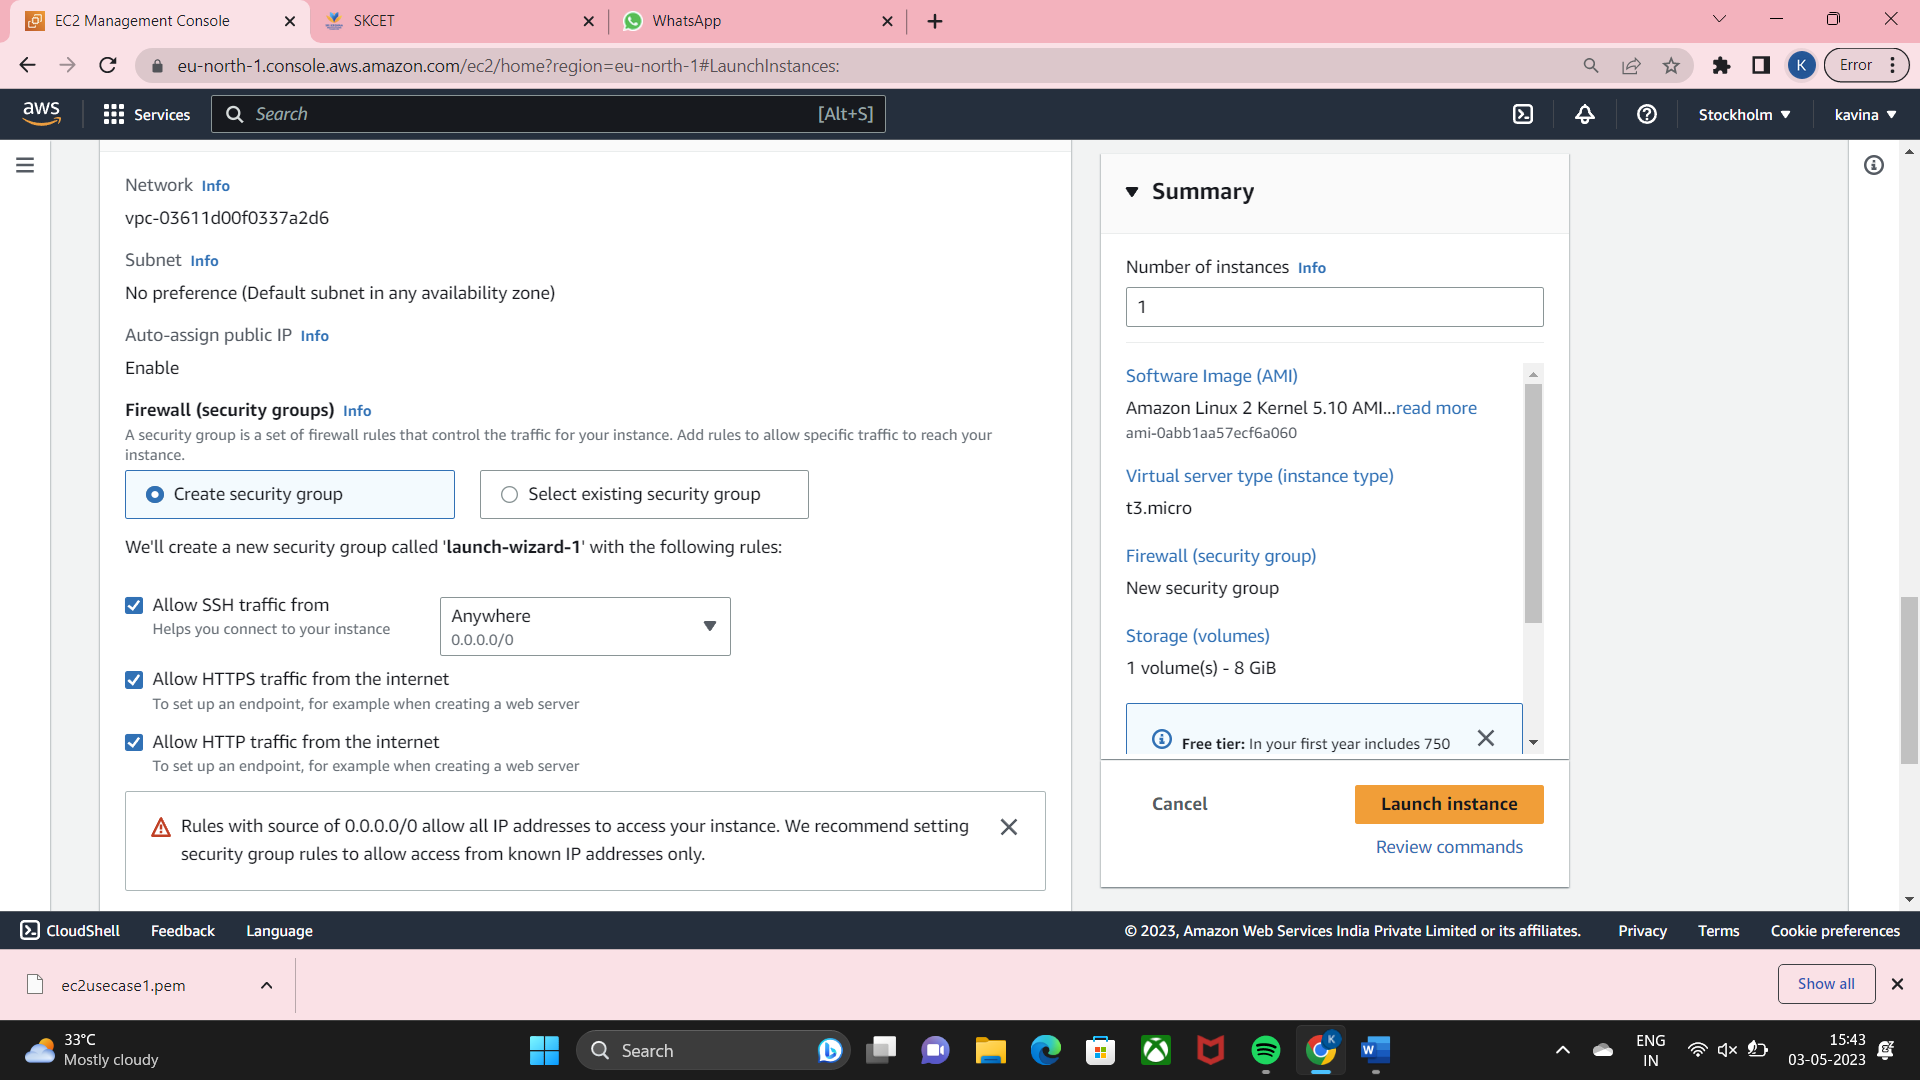 EC2 Management Console
SKCET
WhatsApp
eu-north-1.console.aws.amazon.com/ec2/home?region=eu-north-1#LaunchInstances:
K
Error
aws
Services
Search
[Alt+S]
Stockholm
kavina
Network Info
vpc-03611d00f0337a2d6
Subnet Info
No preference (Default subnet in any availability zone)
Auto-assign public IP Info
Enable
Firewall (security groups) Info
A security group is a set of firewall rules that control the traffic for your instance. Add rules to allow specific traffic to reach your
instance.
Create security group
Select existing security group
We'll create a new security group called 'launch-wizard-1' with the following rules:
Allow SSH traffic from
Helps you connect to your instance
Anywhere
0.0.0.0/0
Allow HTTPS traffic from the internet
To set up an endpoint, for example when creating a web server
Allow HTTP traffic from the internet
To set up an endpoint, for example when creating a web server
Rules with source of 0.0.0.0/0 allow all IP addresses to access your instance. We recommend setting
security group rules to allow access from known IP addresses only.
Summary
Number of instances Info
1
Software Image (AMI)
Amazon Linux 2 Kernel 5.10 AMI...read more
ami-0abb1aa57ecf6a060
Virtual server type (instance type)
t3.micro
Firewall (security group)
New security group
Storage (volumes)
1 volume(s) - 8 GiB
Free tier: In your first year includes 750
Cancel
Launch instance
Review commands
CloudShell
Feedback
Language
© 2023, Amazon Web Services India Private Limited or its affiliates.
Privacy
Terms
Cookie preferences
ec2usecase1.pem
Show all
33°C
Mostly cloudy
Search
K
W
ENG
IN
15:43
03-05-2023